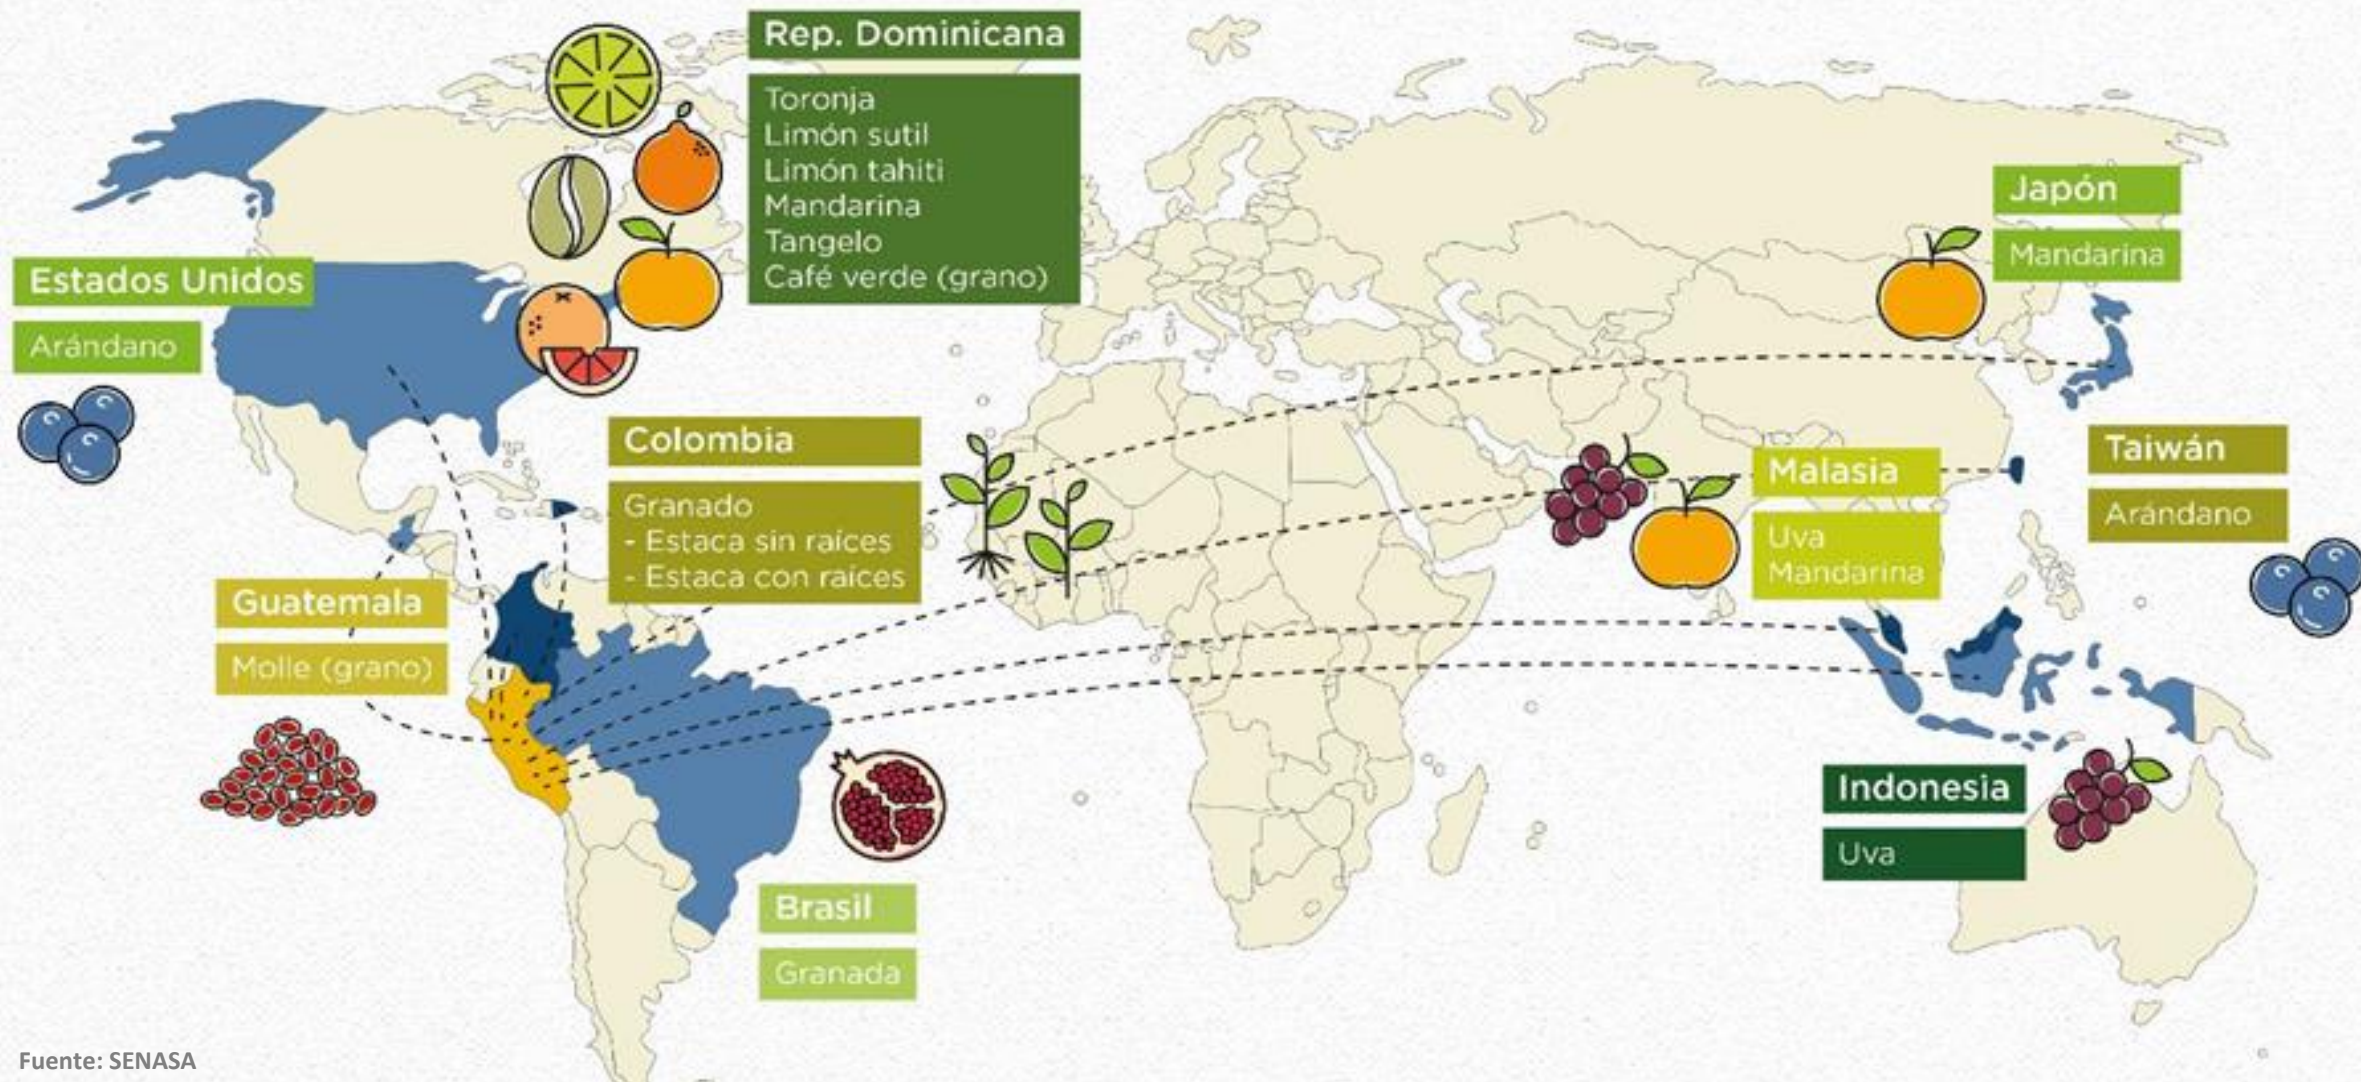 Rep. Dominicana
Toronja
Limón sutil
Limón tahiti
Mandarina
Tangelo
Café verde (grano)
Japón
Mandarina
Estados Unidos
Arándano
Colombia
Granado
- Estaca sin raíces
- Estaca con raíces
Malasia
Uva
Mandarina
Taiwán
Arándano
Guatemala
Molle (grano)
Indonesia
Uva
Brasil
Granada
Fuente: SENASA